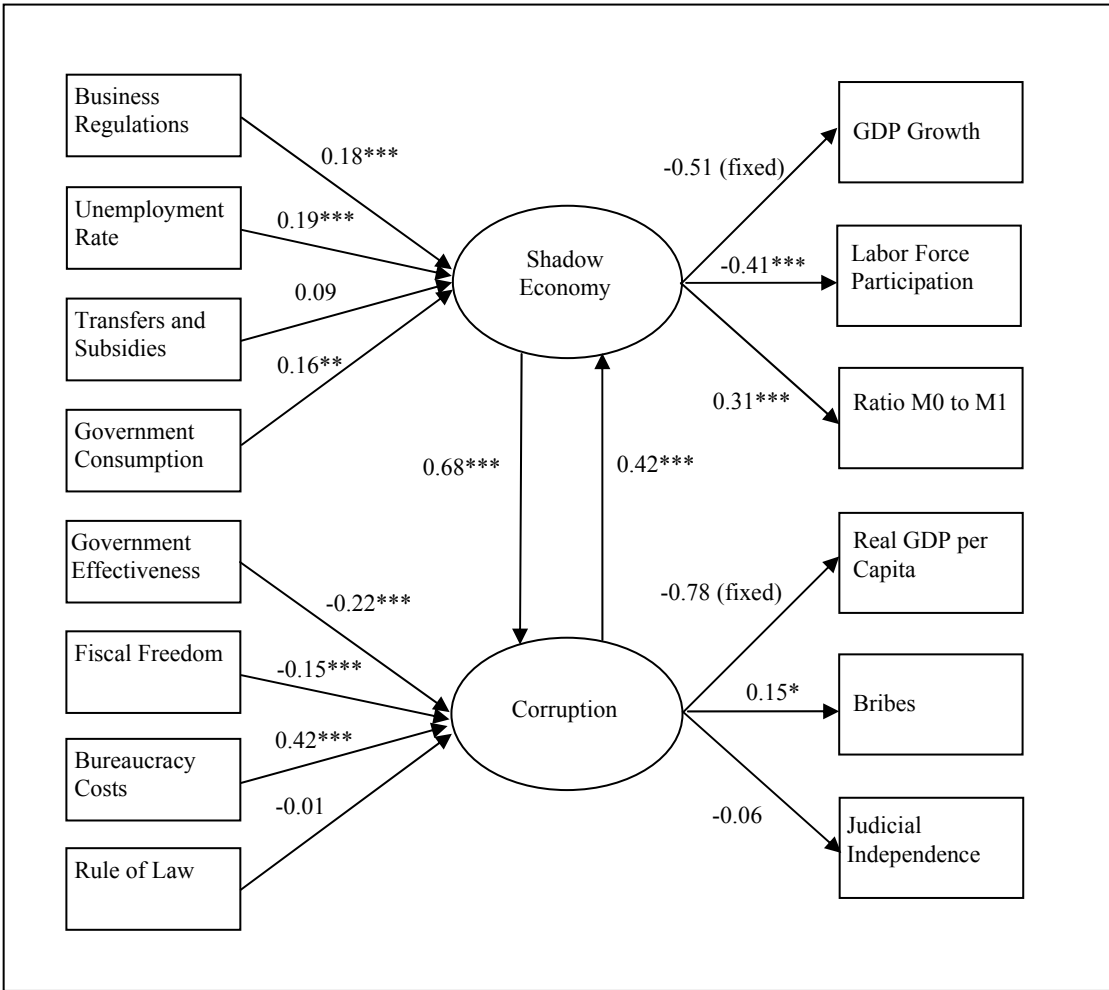 Business
Regulations
0.18***
Unemployment
Rate
0.19***
Transfers and
Subsidies
0.09
Government
Consumption
0.16**
Shadow
Economy
-0.51 (fixed)
GDP Growth
-0.41***
Labor Force
Participation
0.31***
Ratio M0 to M1
0.68***
0.42***
Government
Effectiveness
-0.22***
Fiscal Freedom
-0.15***
Bureaucracy
Costs
0.42***
Rule of Law
-0.01
Corruption
-0.78 (fixed)
Real GDP per
Capita
0.15*
Bribes
-0.06
Judicial
Independence